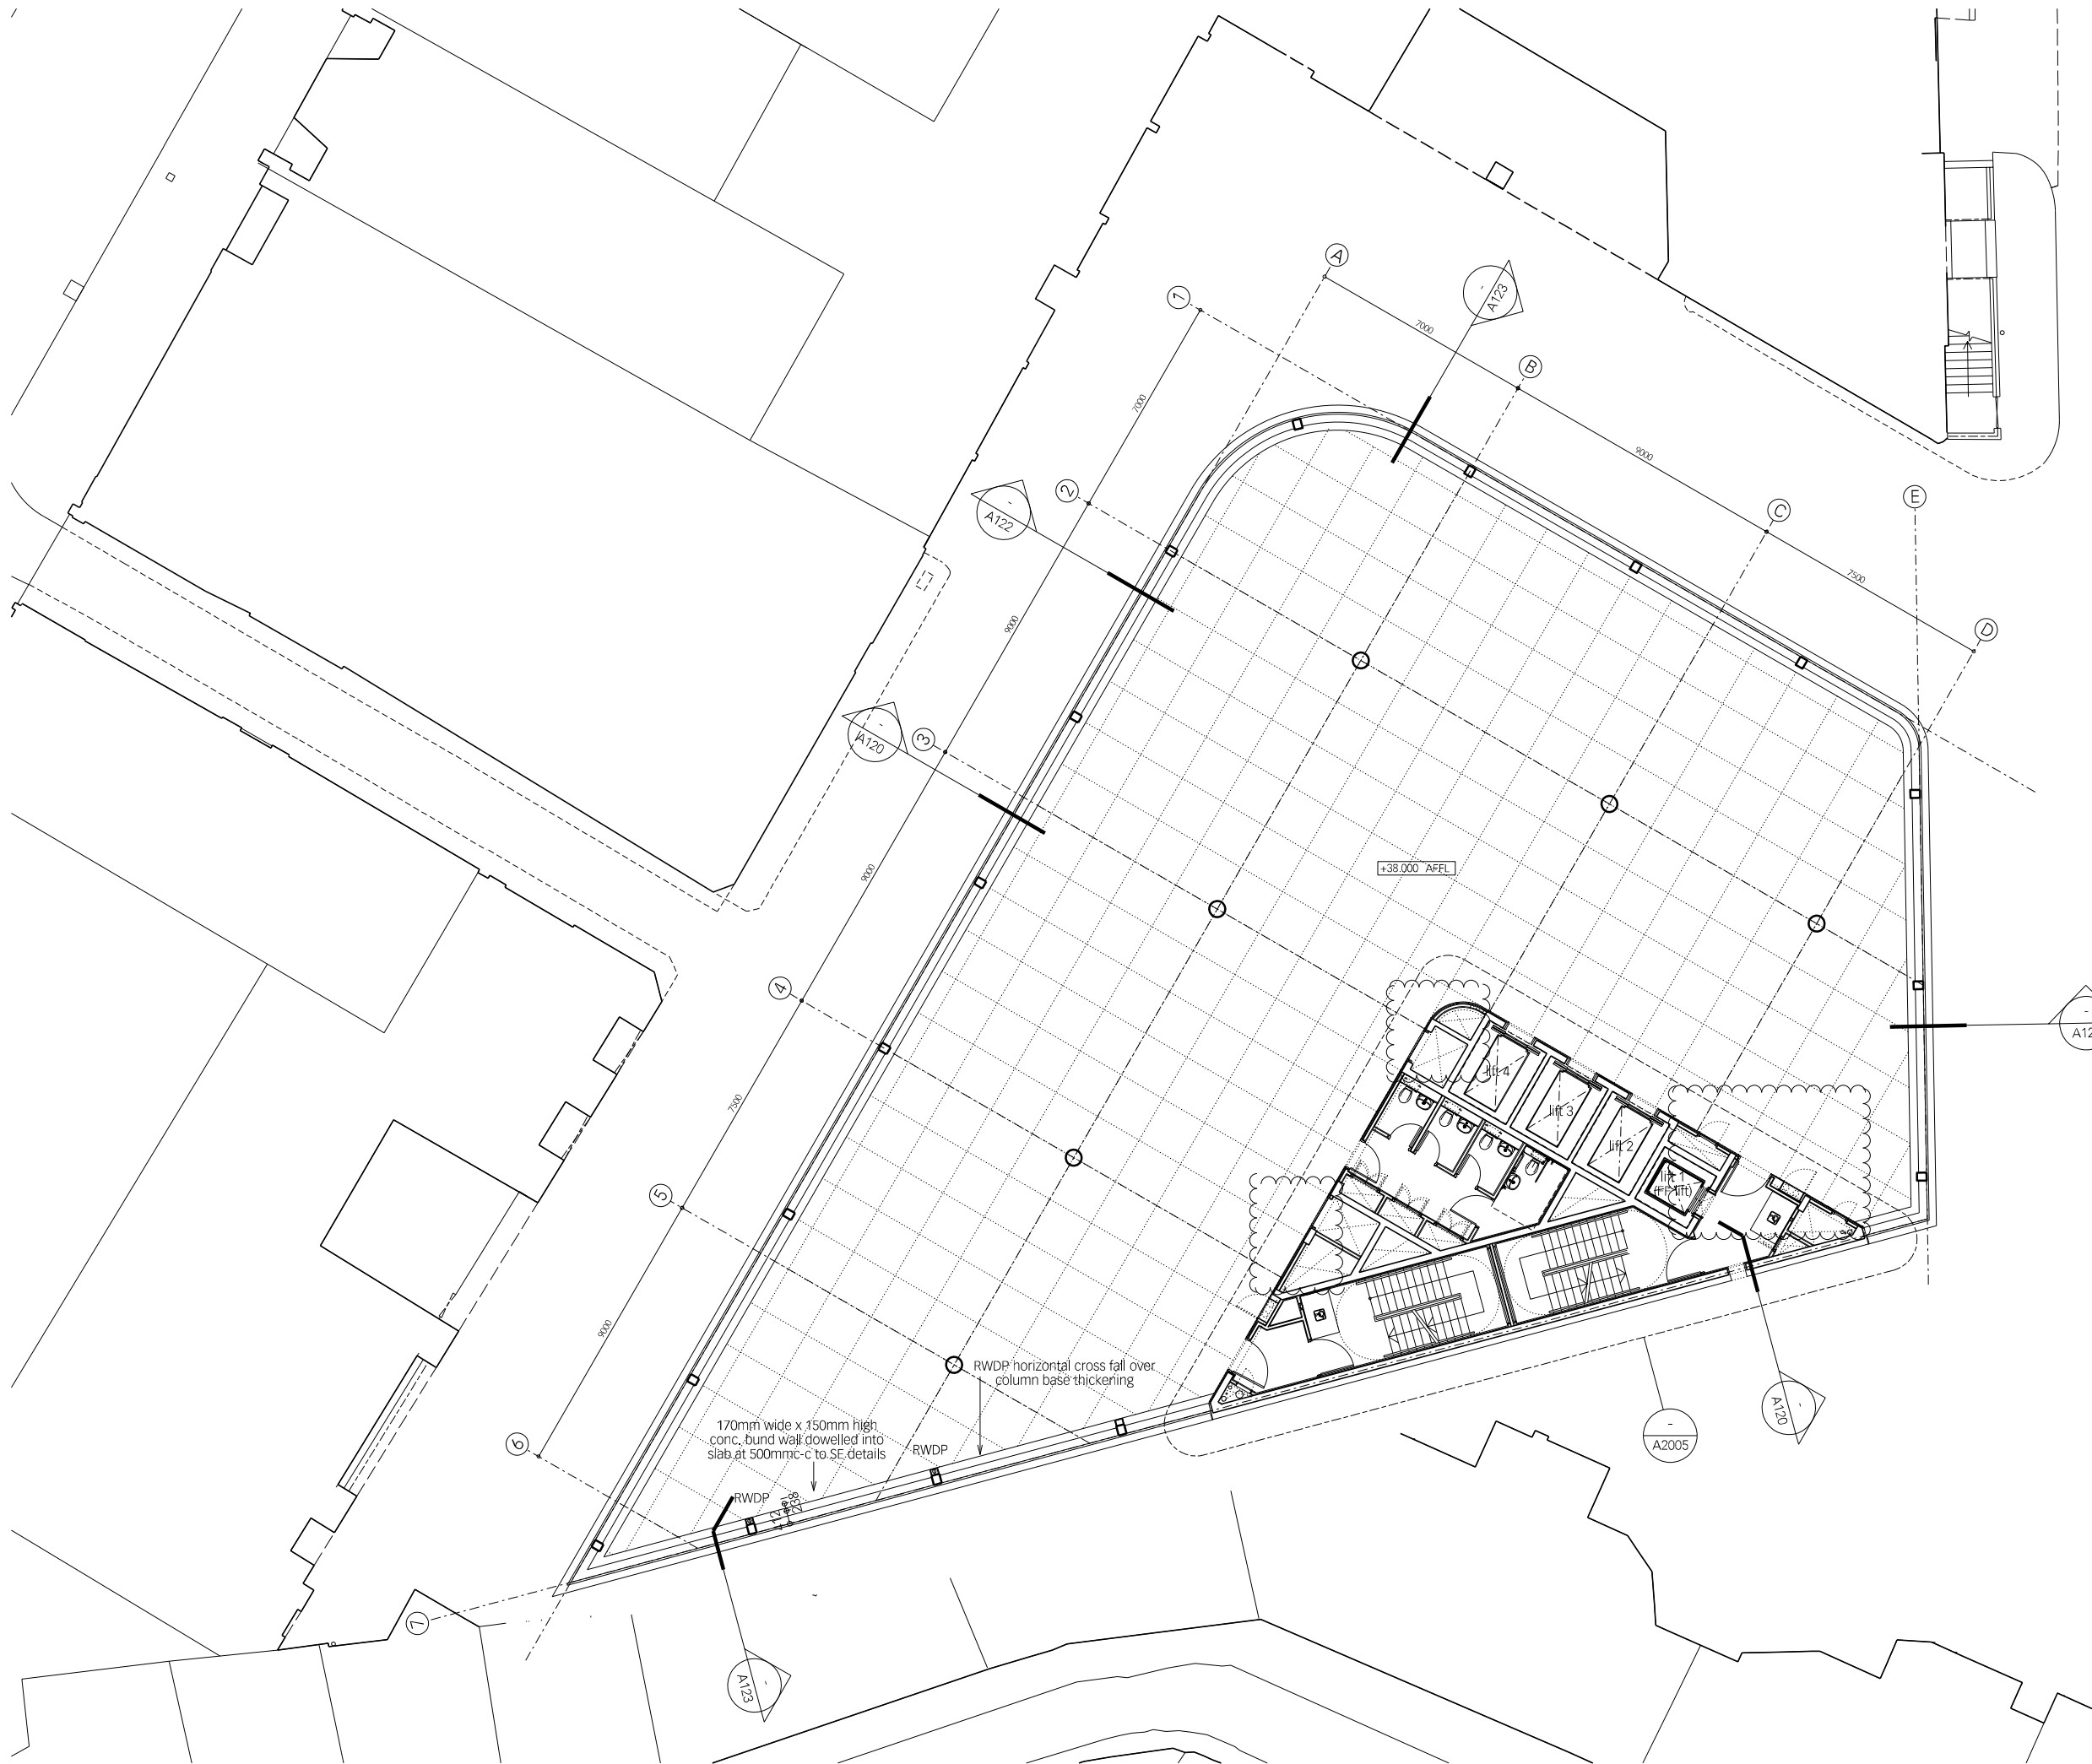 A
A123
-
1
7000
B
7000
9000
C
E
2
A122
-
7500
D
9000
A120
-
3
9000
+38.000 AFFL
4
-
A12
lift 4
lift 3
7500
lift 2
lift 1
(FF lift)
5
9000
RWDP horizontal cross fall over
column base thickening
170mm wide x 150mm high
conc. bund wall dowelled into
slab at 500mmc-c to SE details
RWDP
6
RWDP
238
-
A2005
A120
-
7
A123
-